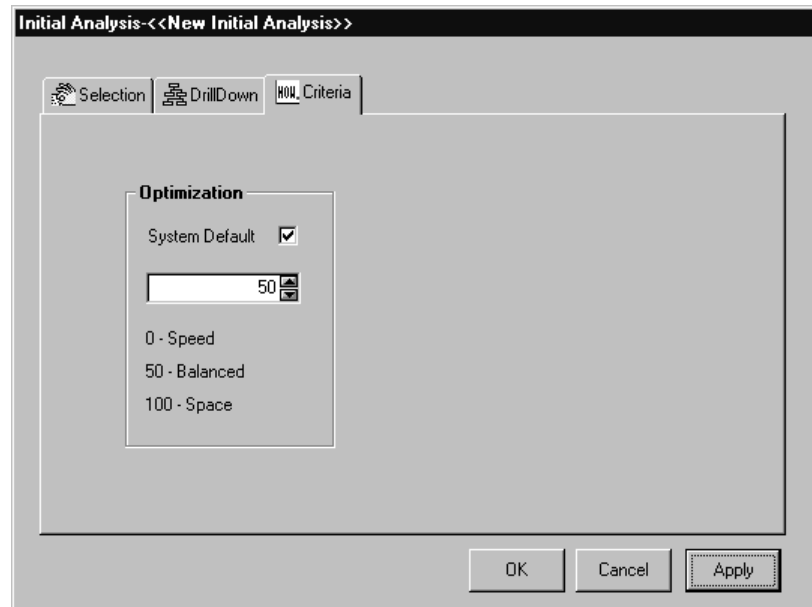 Initial Analysis-<<New Initial Analysis>>
Selection DrillDown HOW. Criteria
Optimization
System Default
50
0 - Speed
50 - Balanced
100 - Space
OK Cancel Apply